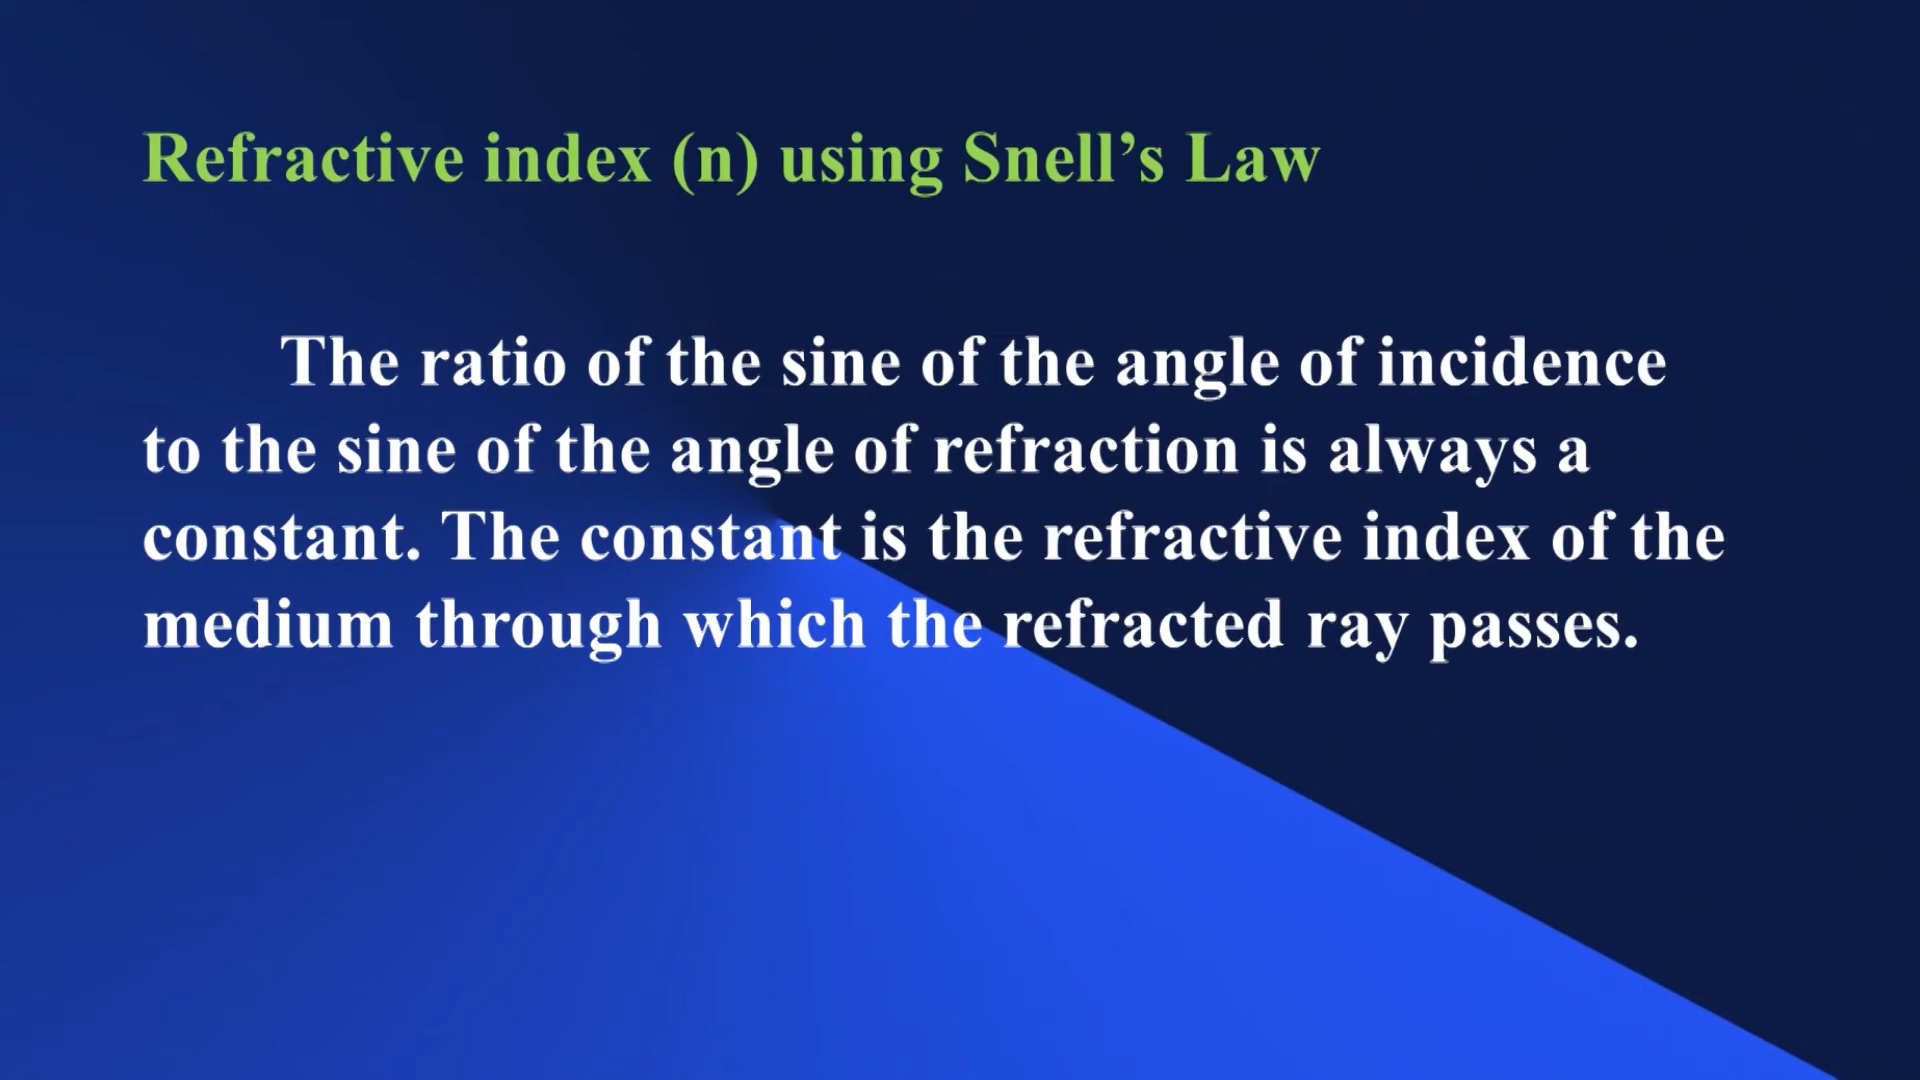 Refractive index (n) using Snell’s Law
The ratio of the sine of the angle of incidence
to the sine of the angle of refraction is always a
constant. The constant is the refractive index of the
medium through which the refracted ray passes.